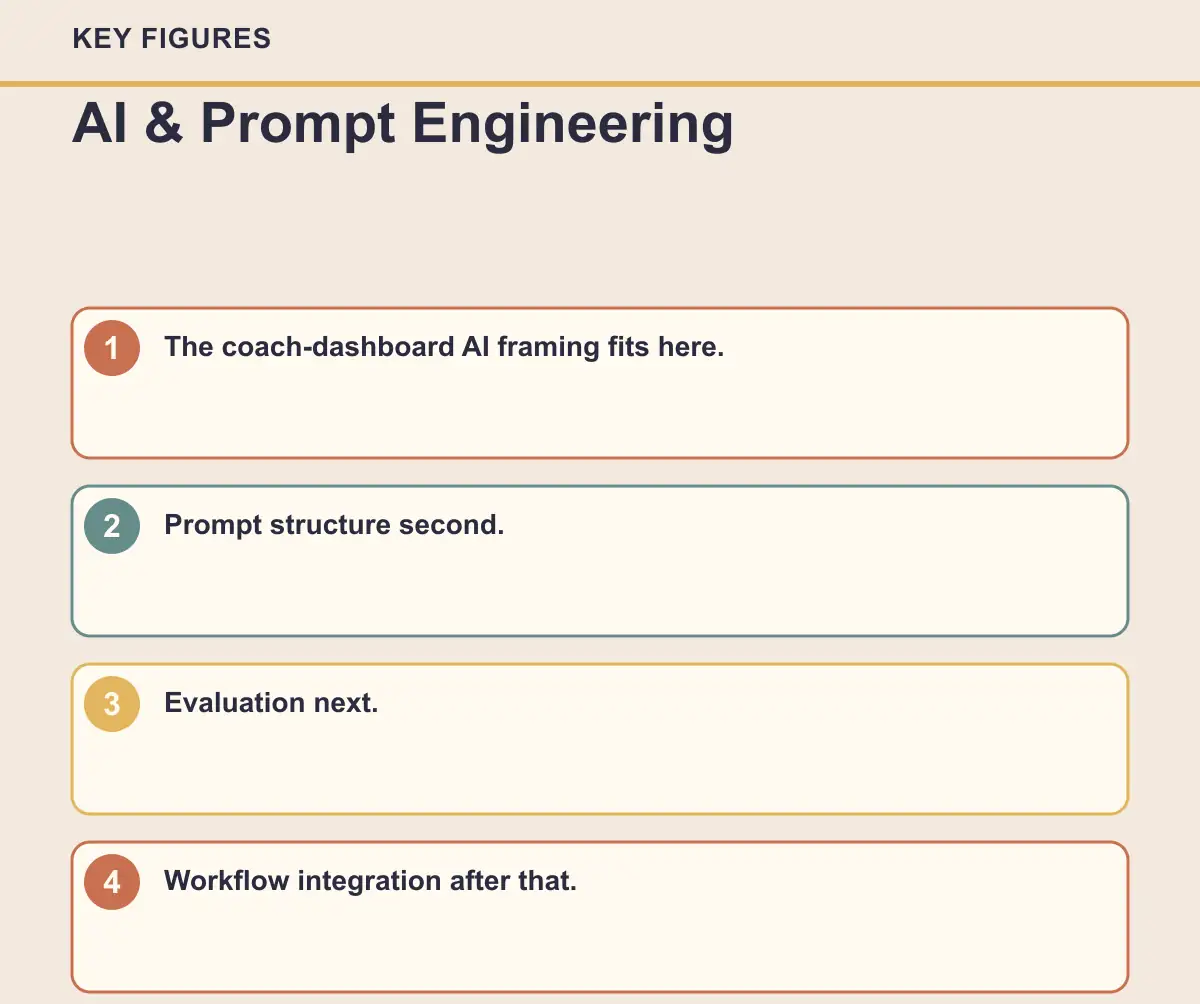 KEY FIGURES
AI & Prompt Engineering
1 The coach-dashboard AI framing fits here.
2 Prompt structure second.
3 Evaluation next.
4 Workflow integration after that.